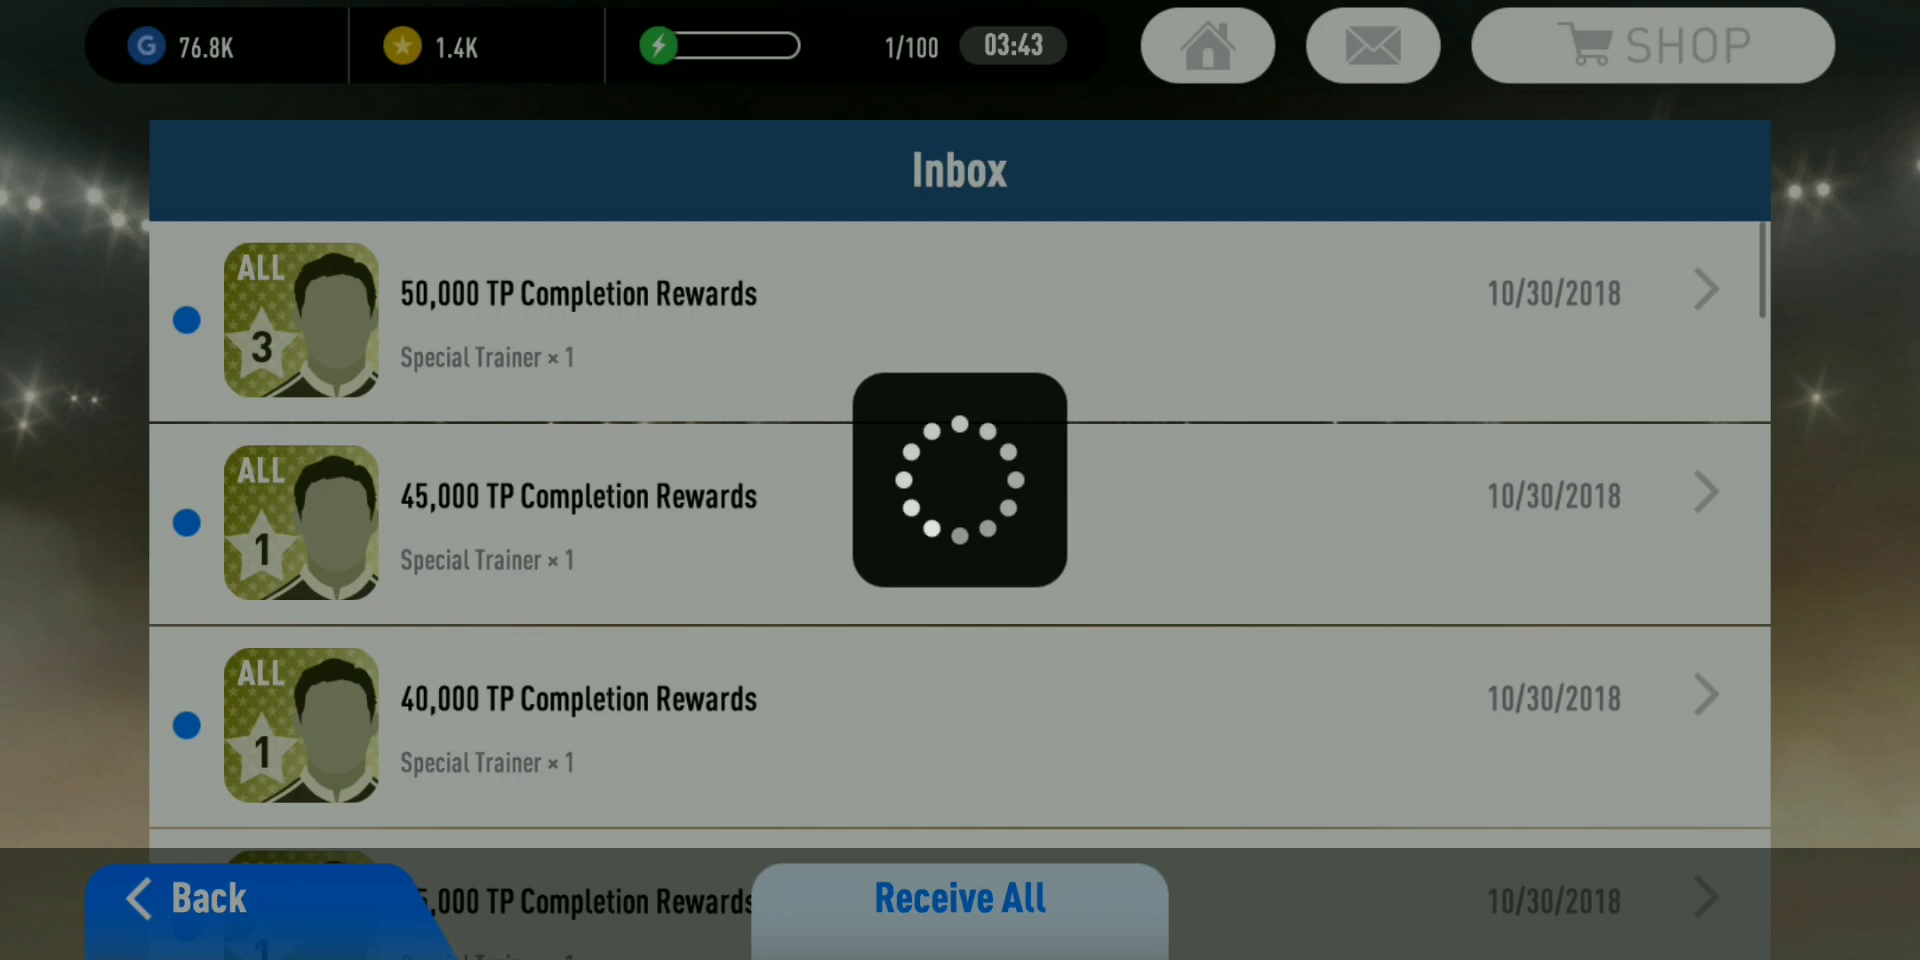 G 76.8K 1.4K 1/100 03:43 SHOP
Inbox
ALL
3
50,000 TP Completion Rewards
Special Trainer × 1
10/30/2018
ALL
1
45,000 TP Completion Rewards
Special Trainer × 1
10/30/2018
ALL
1
40,000 TP Completion Rewards
Special Trainer × 1
10/30/2018
5,000 TP Completion Rewards
10/30/2018
Back
Receive All